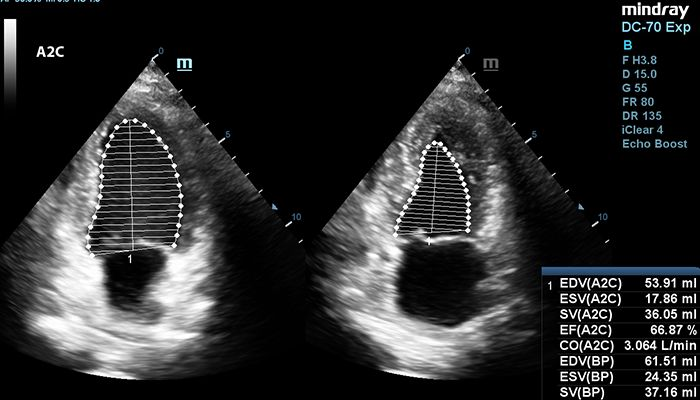 mindray
DC-70 Exp
B
F H3.8
D 15.0
G 55
FR 80
DR 135
iClear 4
Echo Boost
A2C
m
0
5
10
1
m
0
5
10
1
1 EDV(A2C) 53.91 ml
ESV(A2C) 17.86 ml
SV(A2C) 36.05 ml
EF(A2C) 66.87 %
CO(A2C) 3.064 L/min
EDV(BP) 61.51 ml
ESV(BP) 24.35 ml
SV(BP) 37.16 ml